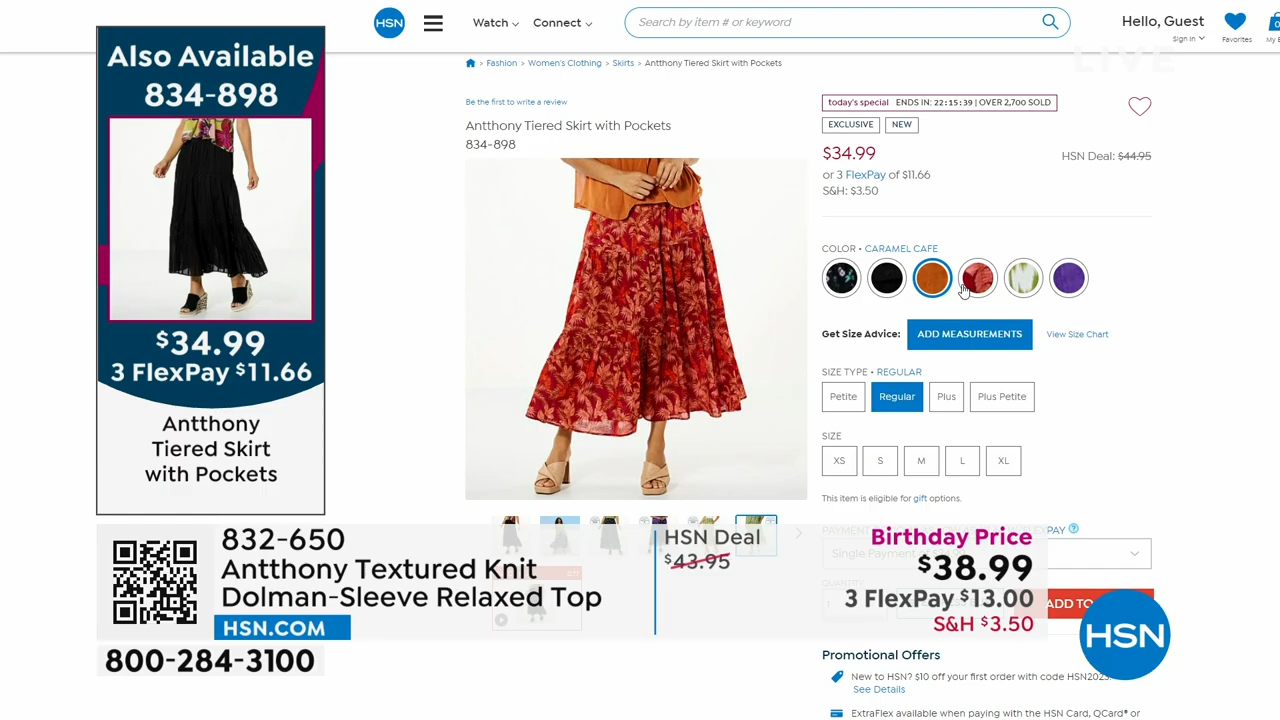 Also Available
834-898
$34.99
3 FlexPay $11.66
Antthony
Tiered Skirt
with Pockets
HSN
Watch
Connect
Search by item # or keyword
Hello, Guest
Sign In
Favorites
LIVE
Fashion > Women's Clothing > Skirts > Antthony Tiered Skirt with Pockets
Be the first to write a review
Antthony Tiered Skirt with Pockets
834-898
today's special ENDS IN: 22:15:39 | OVER 2,700 SOLD
EXCLUSIVE
NEW
$34.99
HSN Deal: $44.95
or 3 FlexPay of $11.66
S&H: $3.50
COLOR • CARAMEL CAFE
Get Size Advice:
ADD MEASUREMENTS
View Size Chart
SIZE TYPE • REGULAR
Petite
Regular
Plus
Plus Petite
SIZE
XS
S
M
L
XL
This item is eligible for gift options.
832-650
Antthony Textured Knit
Dolman-Sleeve Relaxed Top
HSN.COM
800-284-3100
HSN Deal
$43.95
Birthday Price
$38.99
3 FlexPay $13.00
S&H $3.50
Single Payment
QUANTITY
ADD TO
HSN
Promotional Offers
New to HSN? $10 off your first order with code HSN2023.
See Details
ExtraFlex available when paying with the HSN Card, QCard® or